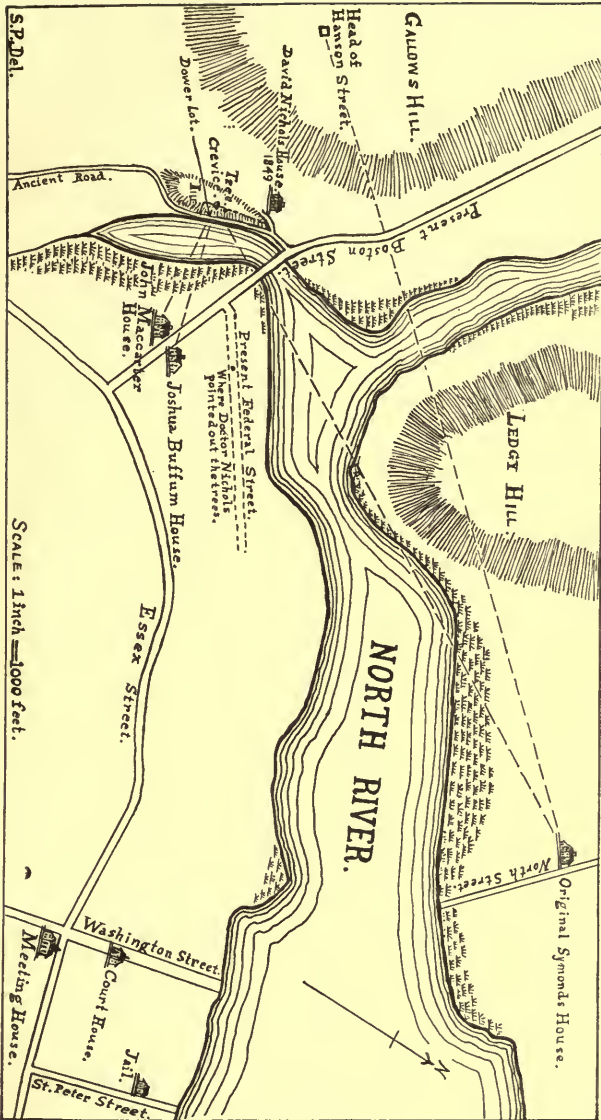 GALLOWS HILL.
Head of
Hanson Street.
David Nichols House.
1849
Dower Lot.
Crevice.
Trees
Ancient Road.
Present Boston Street.
LEDGY HILL.
John Maccarter
House.
Joshua Buffum House.
Present Federal Street.
Where Doctor Nichols
pointed out the trees.
NORTH RIVER.
Original Symonds House.
North Street.
Essex Street.
Washington Street.
Court House.
Meeting House.
Jail.
St. Peter Street.
N
SCALE: 1 inch = 1000 feet.
S.P., Del.